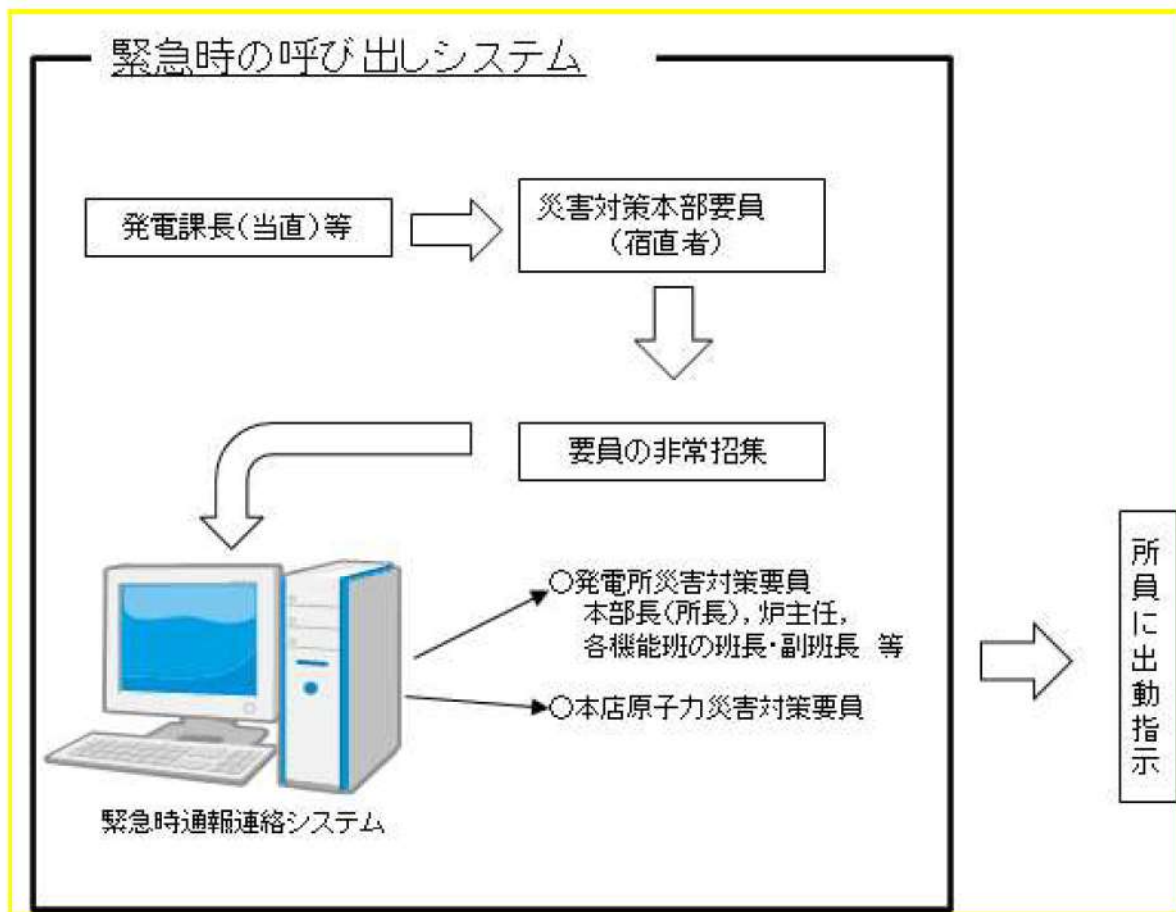 緊急時の呼び出しシステム
発電課長(当直)等
災害対策本部要員
(宿直者)
要員の非常招集
○発電所災害対策要員
本部長(所長),炉主任,
各機能班の班長・副班長 等
○本店原子力災害対策要員
緊急時通報連絡システム
所員に出動指示